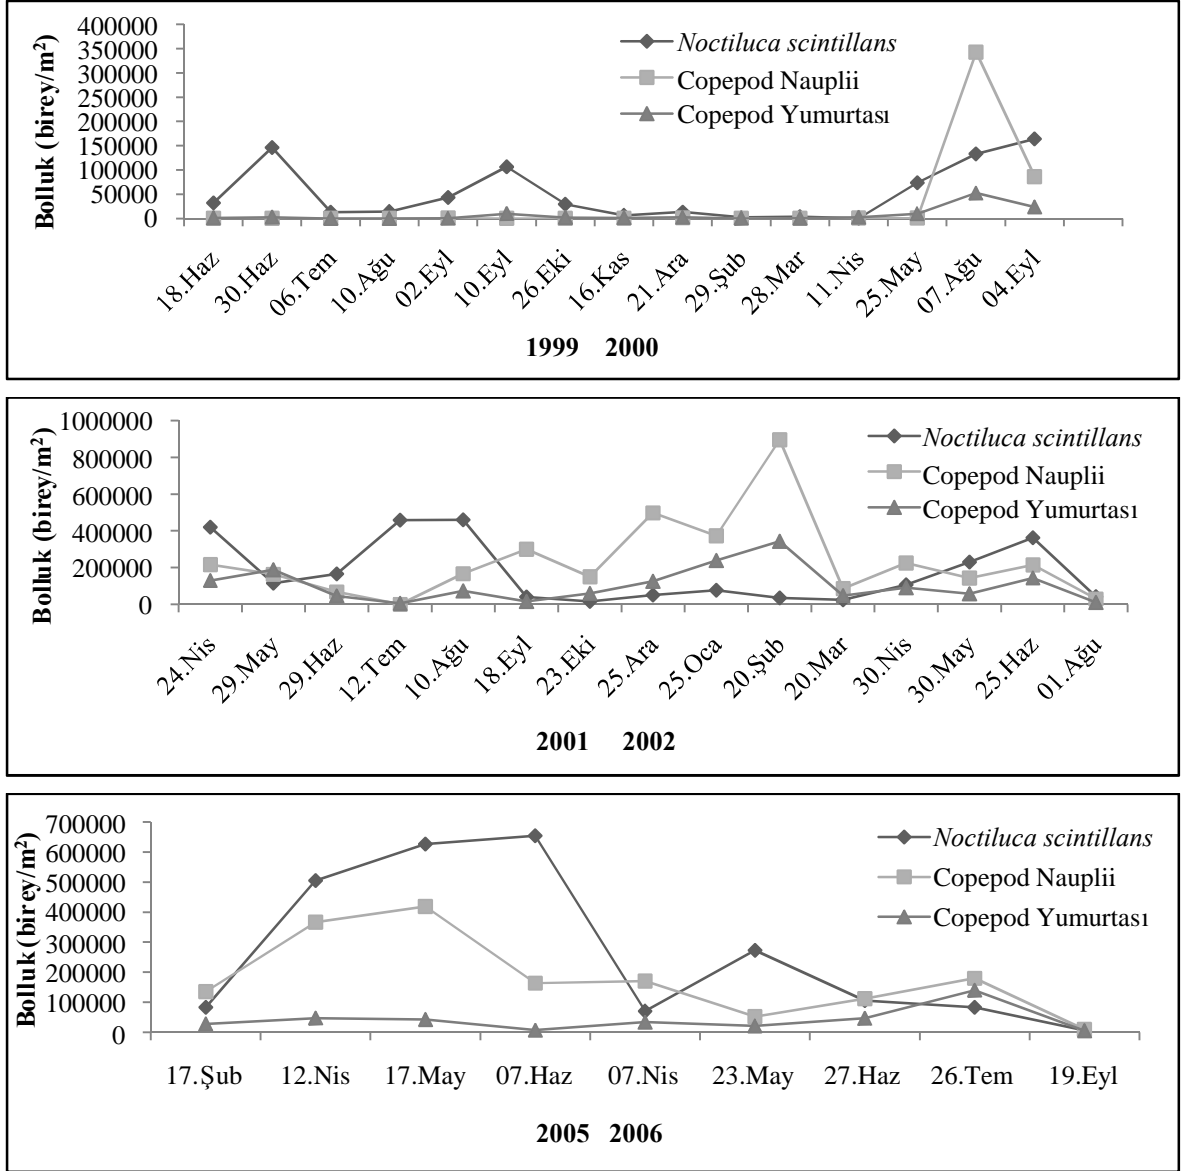 400000
350000
300000
250000
200000
150000
100000
50000
0
Bolluk (birey/m²)
Noctiluca scintillans
Copepod Nauplii
Copepod Yumurtası
18.Haz
30.Haz
06.Tem
10.Ağu
02.Eyl
10.Eyl
26.Eki
16.Kas
21.Ara
29.Şub
28.Mar
11.Nis
25.May
07.Ağu
04.Eyl
1999 2000
1000000
800000
600000
400000
200000
0
Bolluk (birey/m²)
Noctiluca scintillans
Copepod Nauplii
Copepod Yumurtası
24.Nis
29.May
29.Haz
12.Tem
10.Ağu
18.Eyl
23.Eki
25.Ara
25.Oca
20.Şub
20.Mar
30.Nis
30.May
25.Haz
01.Ağu
2001 2002
700000
600000
500000
400000
300000
200000
100000
0
Bolluk (birey/m²)
Noctiluca scintillans
Copepod Nauplii
Copepod Yumurtası
17.Şub 12.Nis 17.May 07.Haz 07.Nis 23.May 27.Haz 26.Tem 19.Eyl
2005 2006